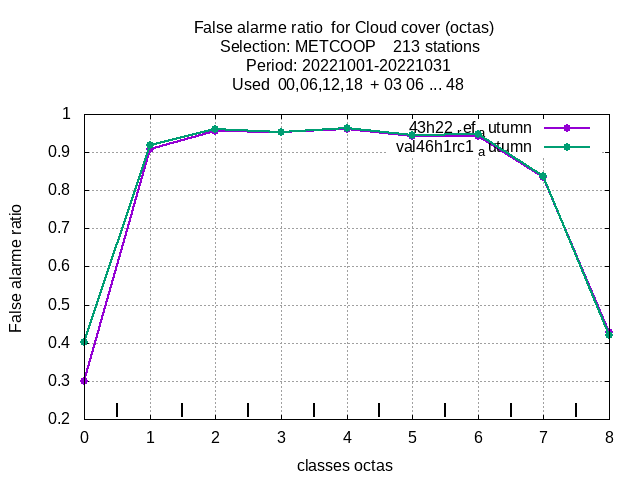 False alarme ratio  for Cloud cover (octas)
Selection: METCOOP    213 stations
Period: 20221001-20221031
Used  00,06,12,18  + 03 06 ... 48
43h22_ref_autumn
val46h1rc1_autumn
1
0.9
0.8
0.7
0.6
0.5
0.4
0.3
0.2
False alarme ratio
0 1 2 3 4 5 6 7 8
classes octas